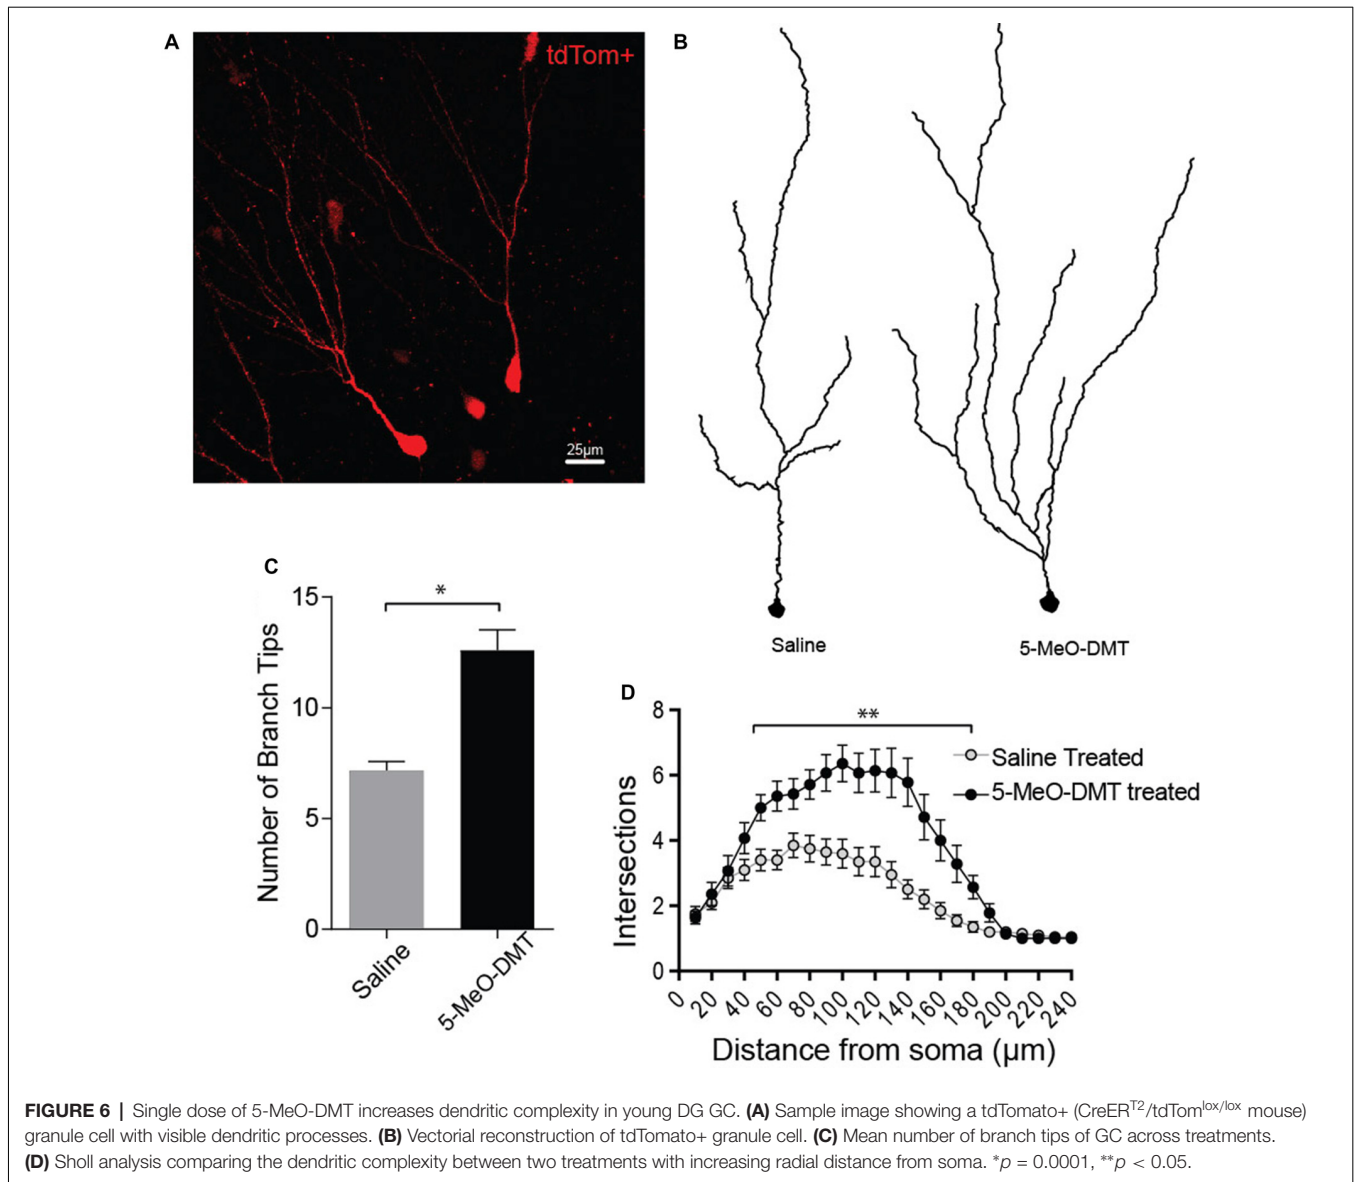 A
tdTom+
25µm
B
Saline
5-MeO-DMT
C
*
15
10
5
0
Number of Branch Tips
Saline
5-MeO-DMT
D
**
8
6
4
2
0
Intersections
Saline Treated
5-MeO-DMT treated
0 20 40 60 80 100 120 140 160 180 200 220 240
Distance from soma (µm)
FIGURE 6 | Single dose of 5-MeO-DMT increases dendritic complexity in young DG GC. (A) Sample image showing a tdTomato+ (CreERT2/tdTomlox/lox mouse)
granule cell with visible dendritic processes. (B) Vectorial reconstruction of tdTomato+ granule cell. (C) Mean number of branch tips of GC across treatments.
(D) Sholl analysis comparing the dendritic complexity between two treatments with increasing radial distance from soma. *p = 0.0001, **p < 0.05.